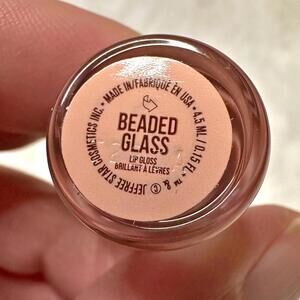 BEADED
GLASS
LIP GLOSS
BRILLANT À LÈVRES
™ & © JEFFREE STAR COSMETICS INC. • MADE IN/FABRIQUÉ EN USA • 4.5 ML / 0.15 FL.